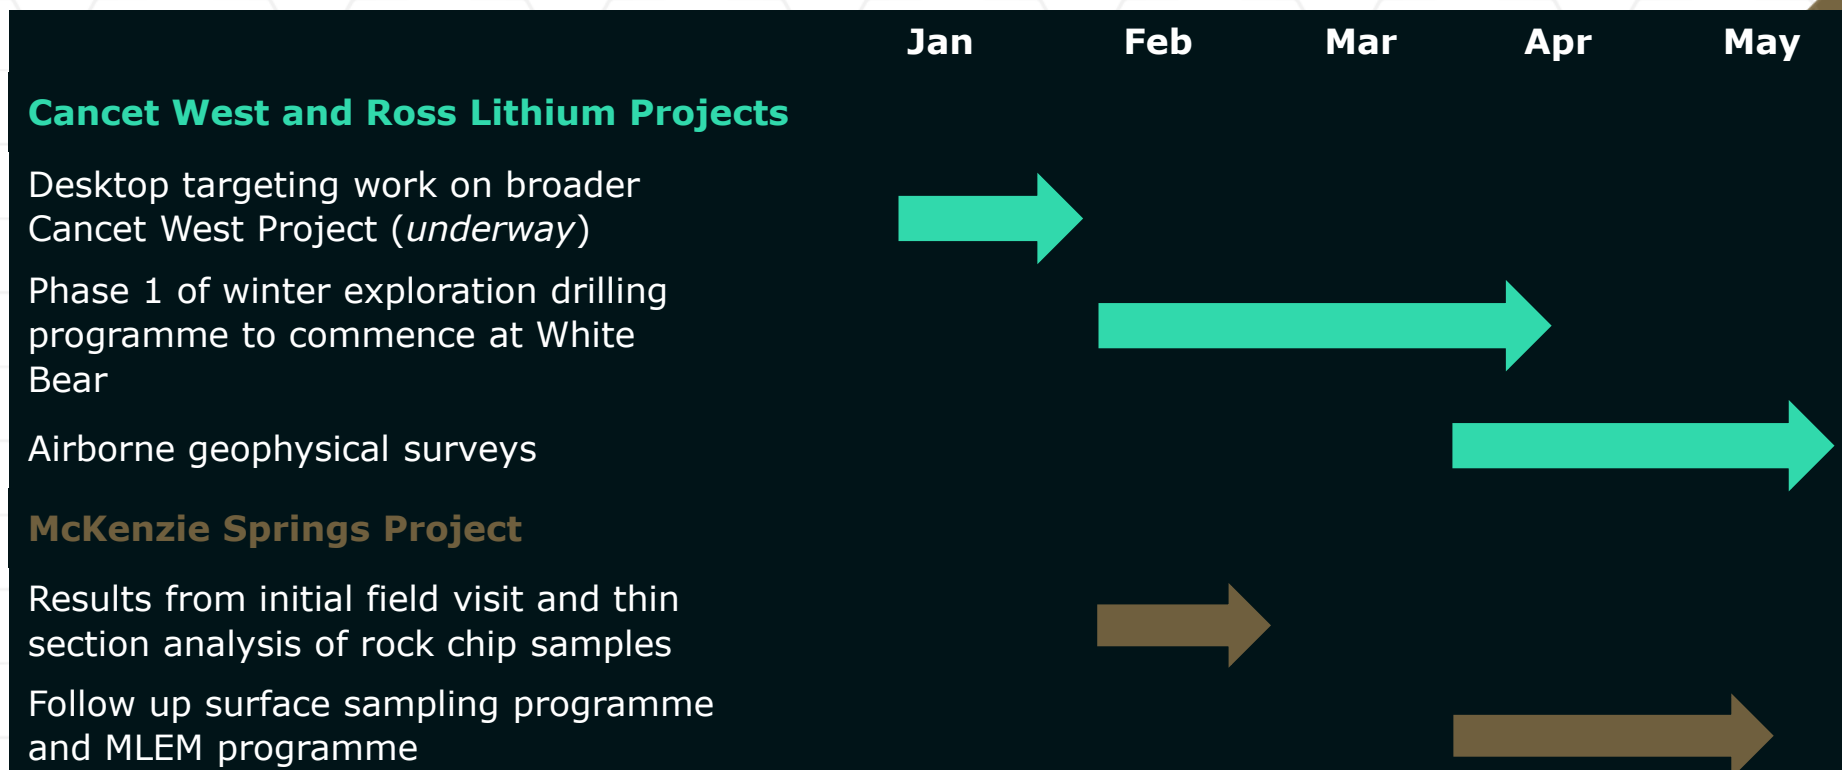 Jan Feb Mar Apr May
Cancet West and Ross Lithium Projects
Desktop targeting work on broader
Cancet West Project (underway)
Phase 1 of winter exploration drilling
programme to commence at White
Bear
Airborne geophysical surveys
McKenzie Springs Project
Results from initial field visit and thin
section analysis of rock chip samples
Follow up surface sampling programme
and MLEM programme